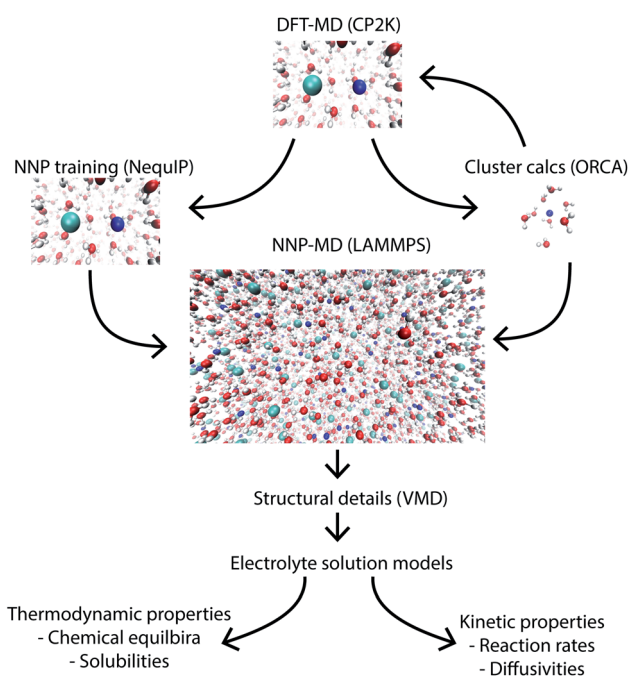 DFT-MD (CP2K)
NNP training (NequIP)
Cluster calcs (ORCA)
NNP-MD (LAMMPS)
Structural details (VMD)
Electrolyte solution models
Thermodynamic properties
- Chemical equilbira
- Solubilities
Kinetic properties
- Reaction rates
- Diffusivities